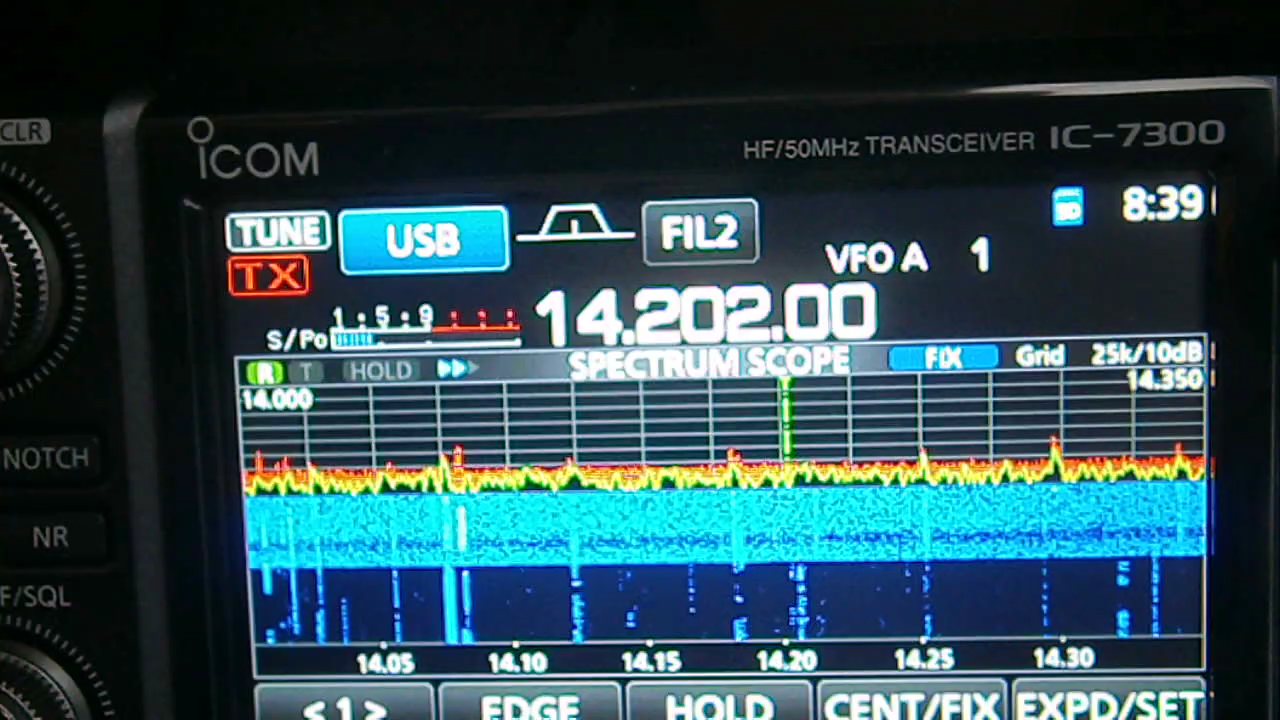 CLR
ICOM
HF/50MHz TRANSCEIVER IC-7300
TUNE USB FIL2 8:39
TX VFO A 1
1 5 9
S/Po 14.202.00
R T HOLD SPECTRUM SCOPE FIX Grid 25k/10dB
14.000 14.350
NOTCH
NR
F/SQL
14.05 14.10 14.15 14.20 14.25 14.30
<1> EDGE HOLD CENT/FIX EXPD/SET